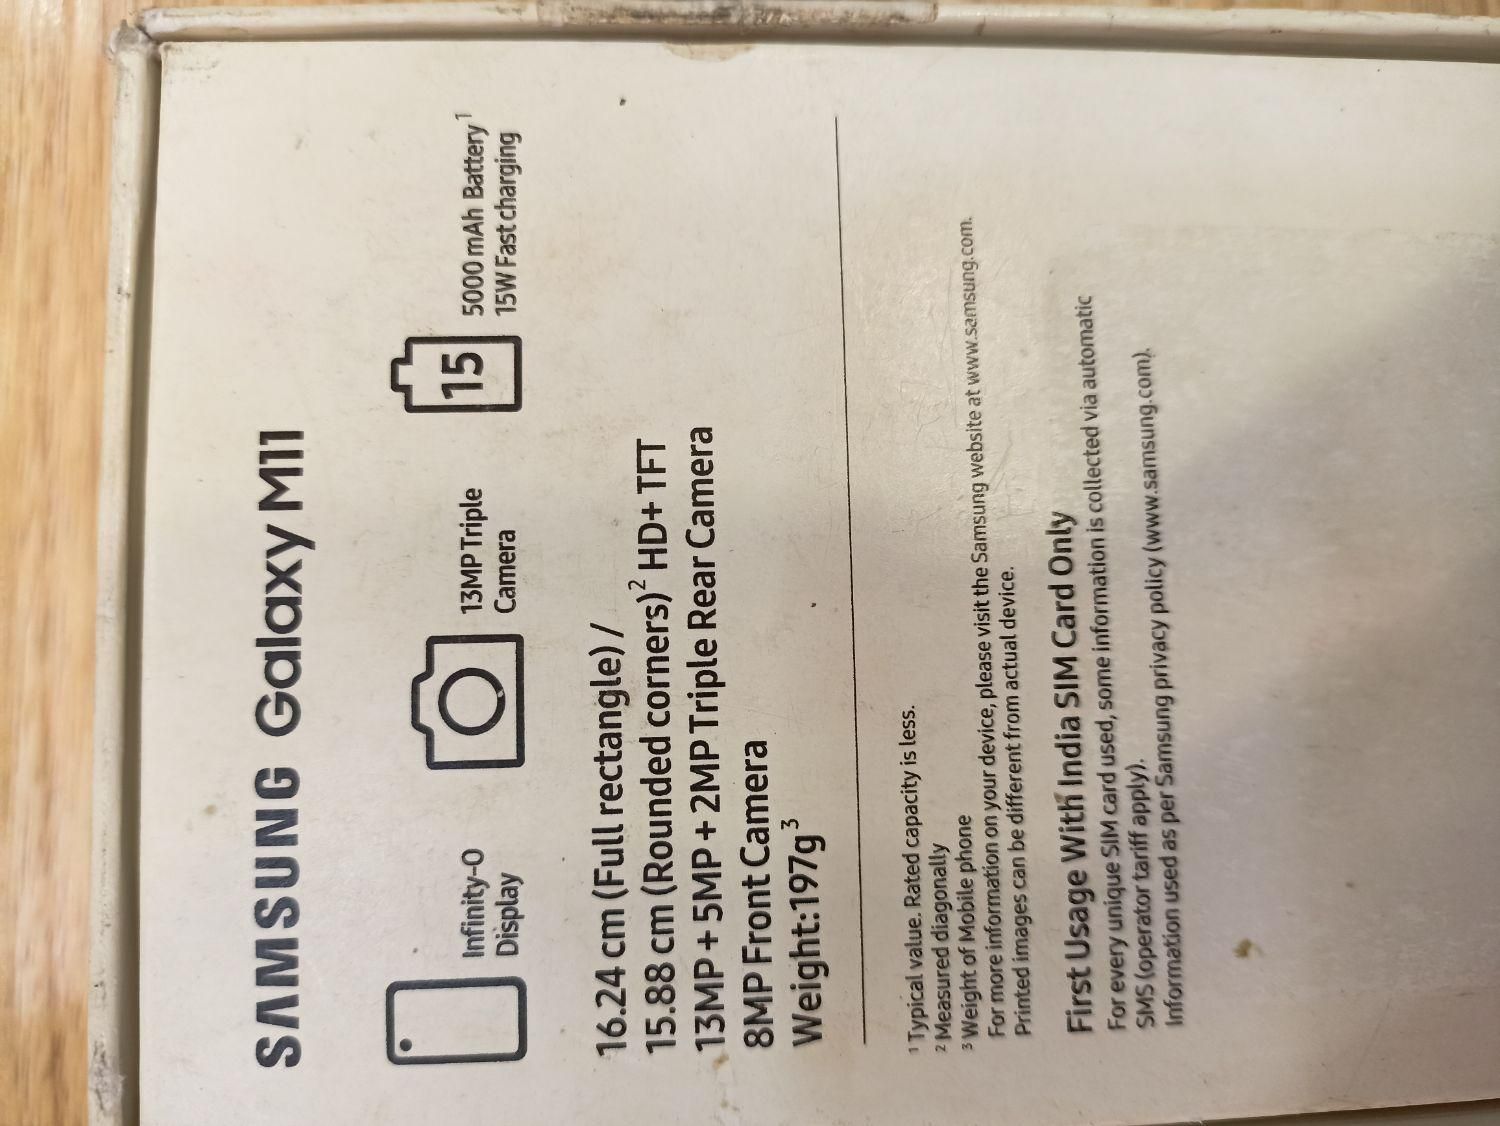 SAMSUNG Galaxy M11
Infinity-O
Display
13MP Triple
Camera
15
5000 mAh Battery¹
15W Fast charging
16.24 cm (Full rectangle) /
15.88 cm (Rounded corners)² HD+ TFT
13MP + 5MP + 2MP Triple Rear Camera
8MP Front Camera
Weight:197g³
¹ Typical value. Rated capacity is less.
² Measured diagonally
³ Weight of Mobile phone
For more information on your device, please visit the Samsung website at www.samsung.com.
Printed images can be different from actual device.
First Usage With India SIM Card Only
For every unique SIM card used, some information is collected via automatic
SMS (operator tariff apply).
Information used as per Samsung privacy policy (www.samsung.com).